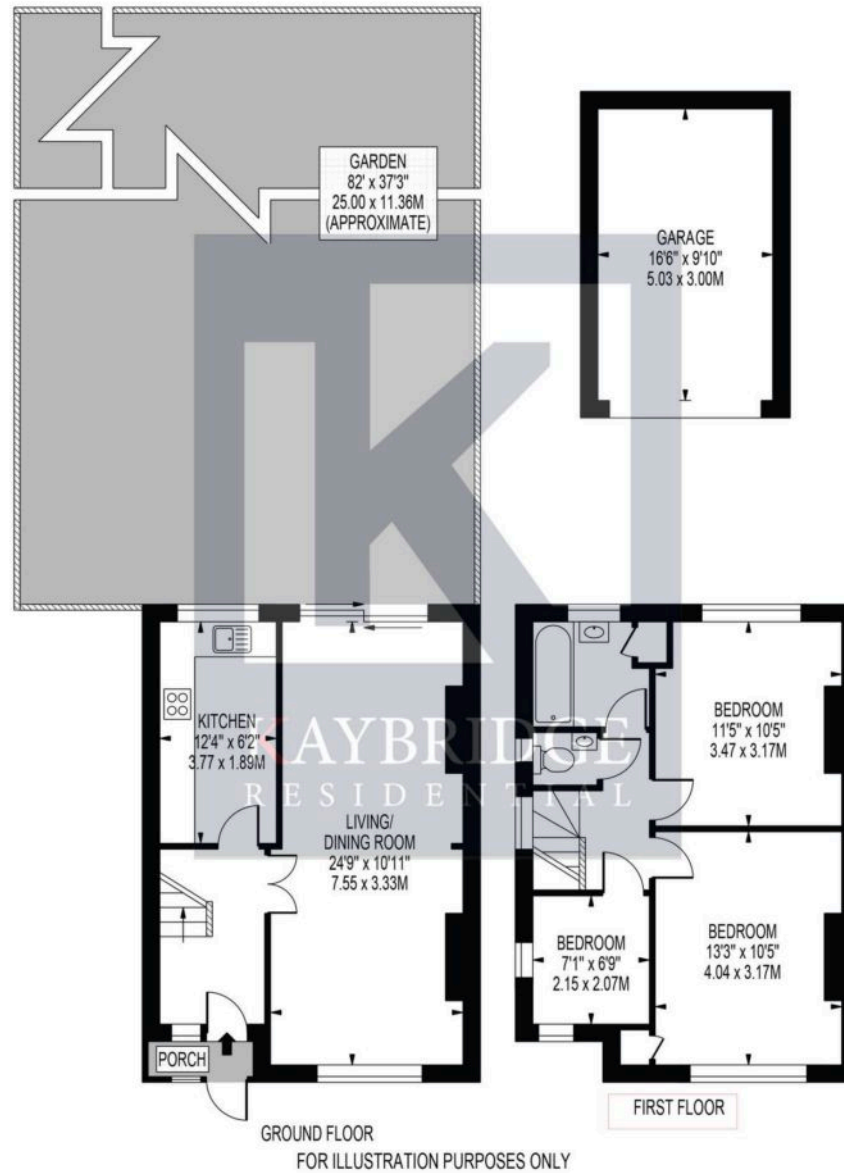 GARDEN
82' x 37'3"
25.00 x 11.36M
(APPROXIMATE)
GARAGE
16'6" x 9'10"
5.03 x 3.00M
KITCHEN
12'4" x 6'2"
3.77 x 1.89M
BEDROOM
11'5" x 10'5"
3.47 x 3.17M
KAYBRIDGE
RESIDENTIAL
LIVING/
DINING ROOM
24'9" x 10'11"
7.55 x 3.33M
BEDROOM
7'1" x 6'9"
2.15 x 2.07M
BEDROOM
13'3" x 10'5"
4.04 x 3.17M
PORCH
GROUND FLOOR
FIRST FLOOR
FOR ILLUSTRATION PURPOSES ONLY